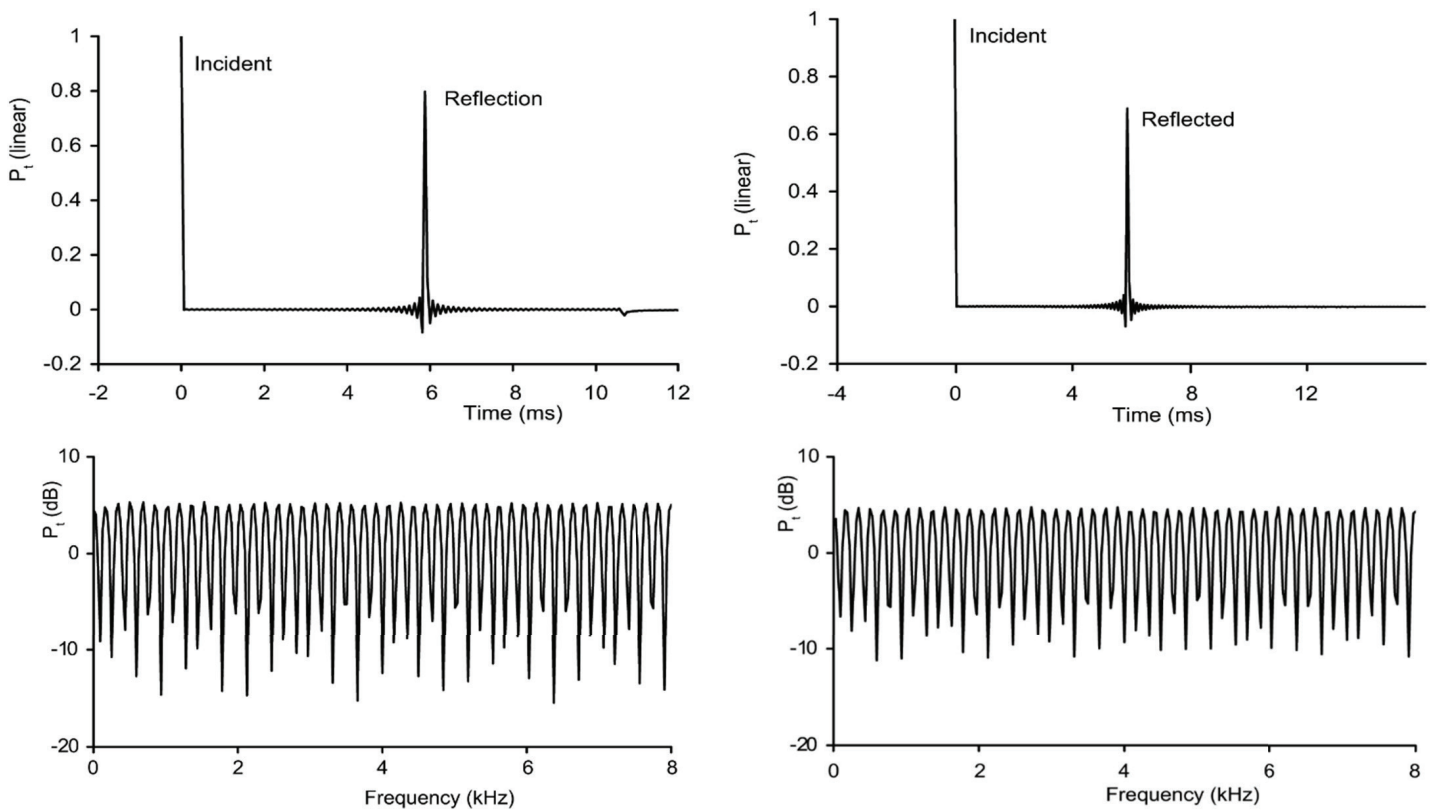 1
Incident
0.8
Reflection
0.6
0.4
0.2
0
-0.2
P_t (linear)
-2 0 2 4 6 8 10 12
Time (ms)
1
Incident
0.8
0.6
Reflected
0.4
0.2
0
-0.2
P_t (linear)
-4 0 4 8 12
Time (ms)
10
0
-10
-20
P_t (dB)
0 2 4 6 8
Frequency (kHz)
10
0
-10
-20
P_t (dB)
0 2 4 6 8
Frequency (kHz)